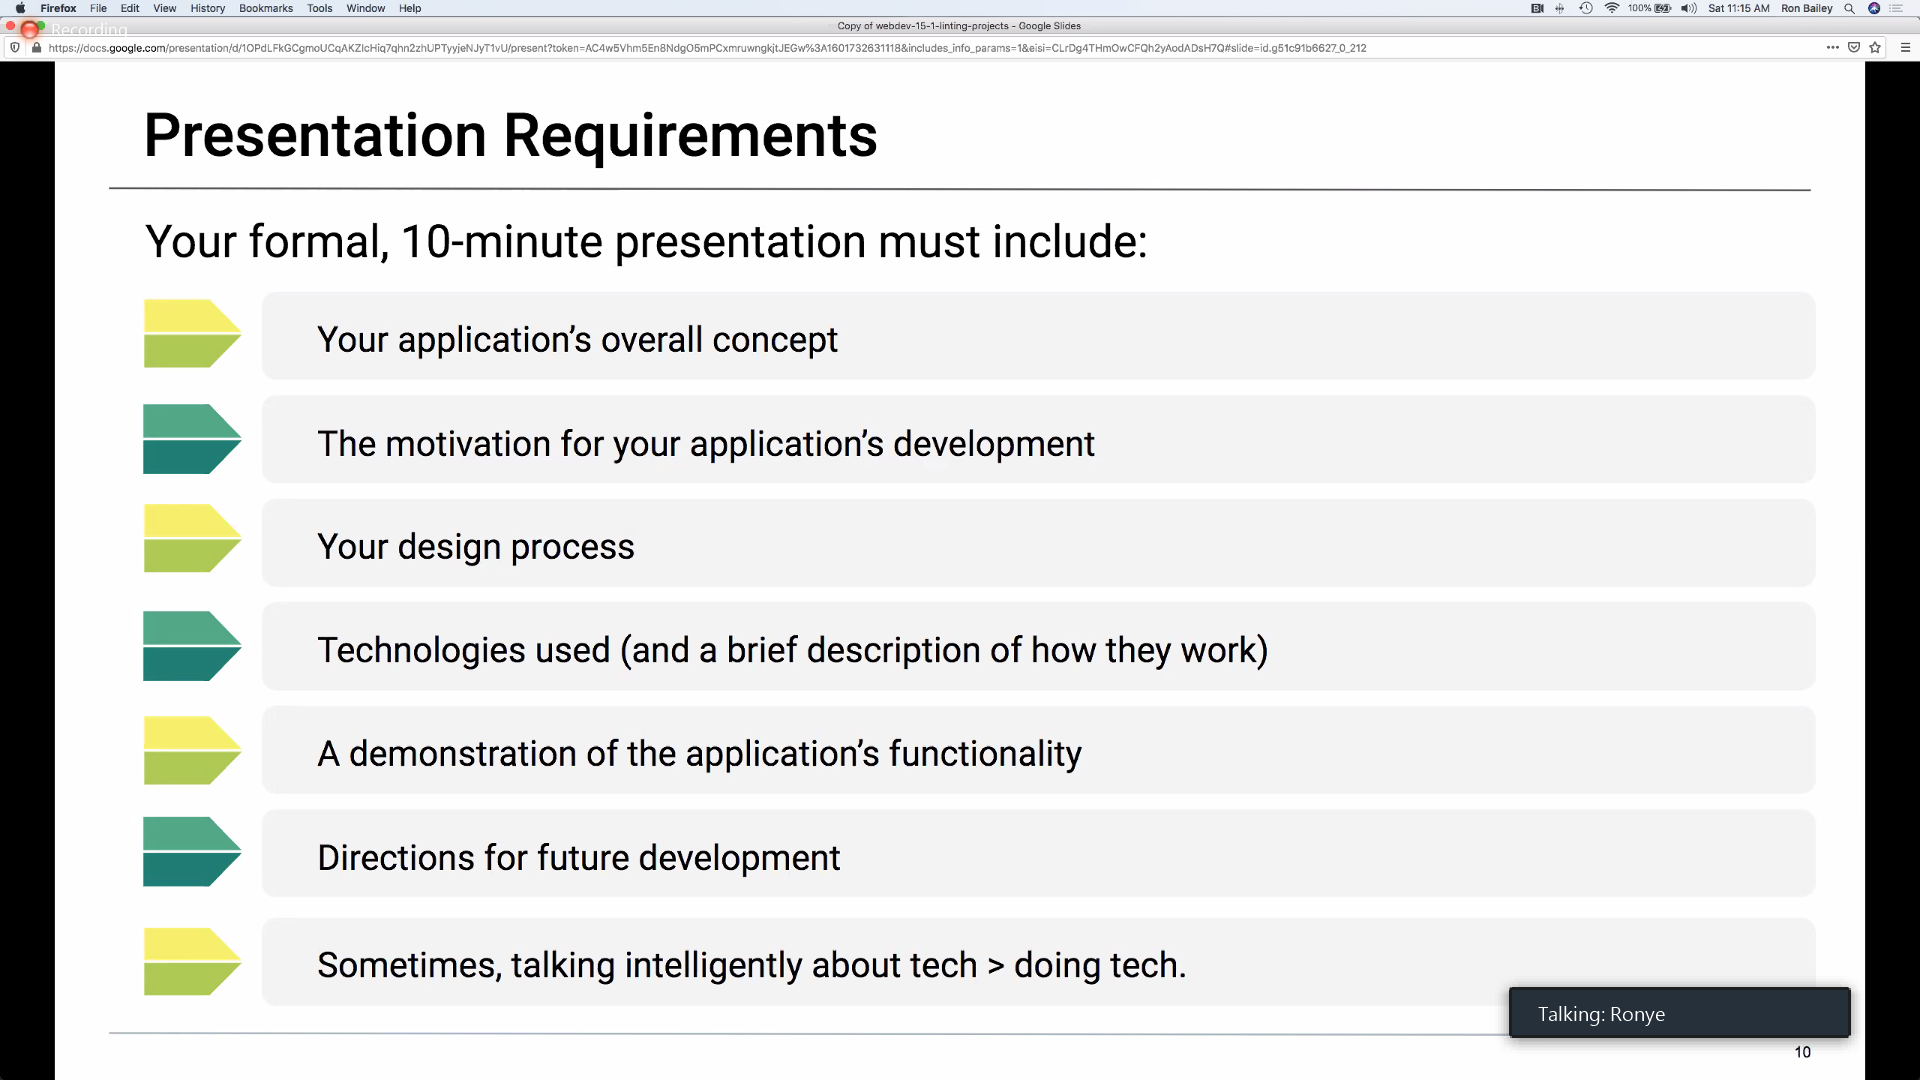 Firefox File Edit View History Bookmarks Tools Window Help 100% Sat 11:15 AM Ron Bailey
Recording
Copy of webdev-15-1-linting-projects - Google Slides
https://docs.google.com/presentation/d/1OPdLFkGCgmoUCqAKZIcHiq7qhn2zhUPTyyjeNJyT1vU/present?token=AC4w5Vhm5En8NdgO5mPCxmruwngkjtJEGw%3A1601732631118&includes_info_params=1&eisi=CLrDg4THmOwCFQh2yAodADsH7Q#slide=id.g51c91b6627_0_212
Presentation Requirements
Your formal, 10-minute presentation must include:
Your application’s overall concept
The motivation for your application’s development
Your design process
Technologies used (and a brief description of how they work)
A demonstration of the application’s functionality
Directions for future development
Sometimes, talking intelligently about tech > doing tech.
Talking: Ronye
10